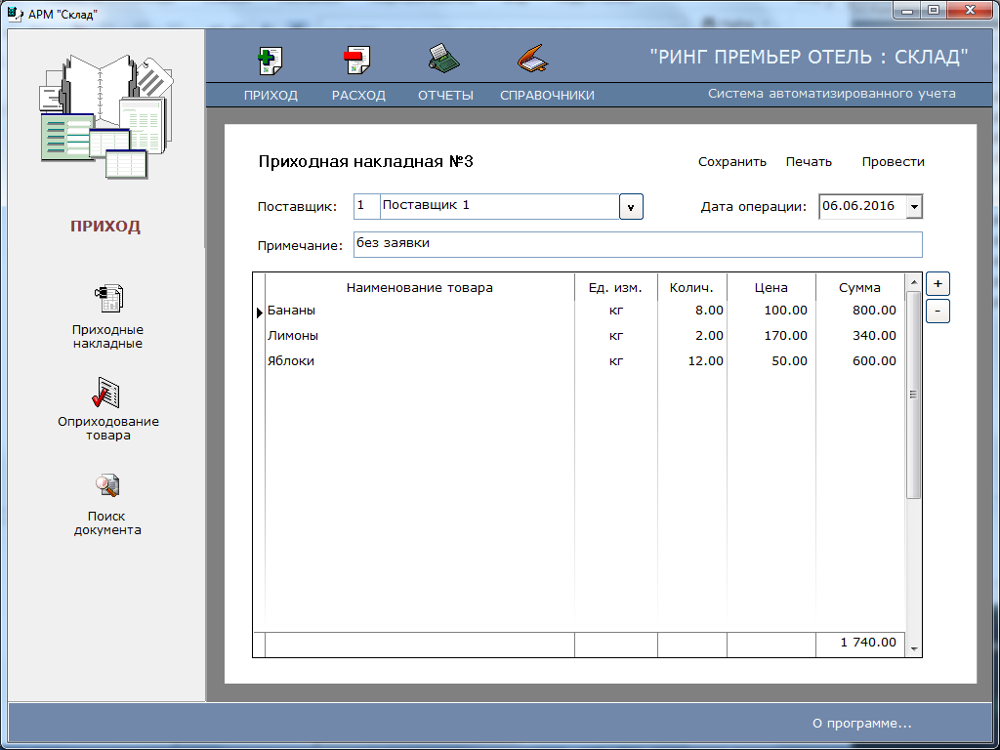 АРМ "Склад"
"РИНГ ПРЕМЬЕР ОТЕЛЬ : СКЛАД"
ПРИХОД РАСХОД ОТЧЕТЫ СПРАВОЧНИКИ Система автоматизированного учета
ПРИХОД
Приходные
накладные
Оприходование
товара
Поиск
документа
Приходная накладная №3 Сохранить Печать Провести
Поставщик: 1 Поставщик 1 v Дата операции: 06.06.2016
Примечание: без заявки
Наименование товара Ед. изм. Колич. Цена Сумма +
Бананы кг 8.00 100.00 800.00 -
Лимоны кг 2.00 170.00 340.00
Яблоки кг 12.00 50.00 600.00
1 740.00
О программе...